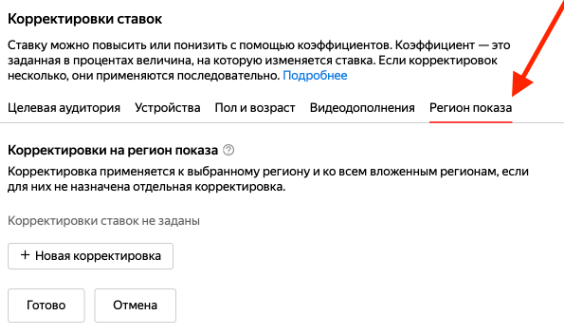 Корректировки ставок
Ставку можно повысить или понизить с помощью коэффициентов. Коэффициент — это
заданная в процентах величина, на которую изменяется ставка. Если корректировок
несколько, они применяются последовательно. Подробнее
Целевая аудитория Устройства Пол и возраст Видеодополнения Регион показа
Корректировки на регион показа ?
Корректировка применяется к выбранному региону и ко всем вложенным регионам, если
для них не назначена отдельная корректировка.
Корректировки ставок не заданы
+ Новая корректировка
Готово Отмена